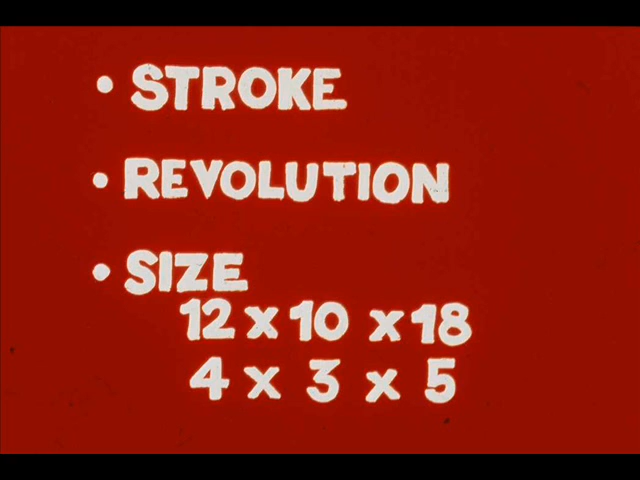 • STROKE
• REVOLUTION
• SIZE
12 x 10 x 18
4 x 3 x 5